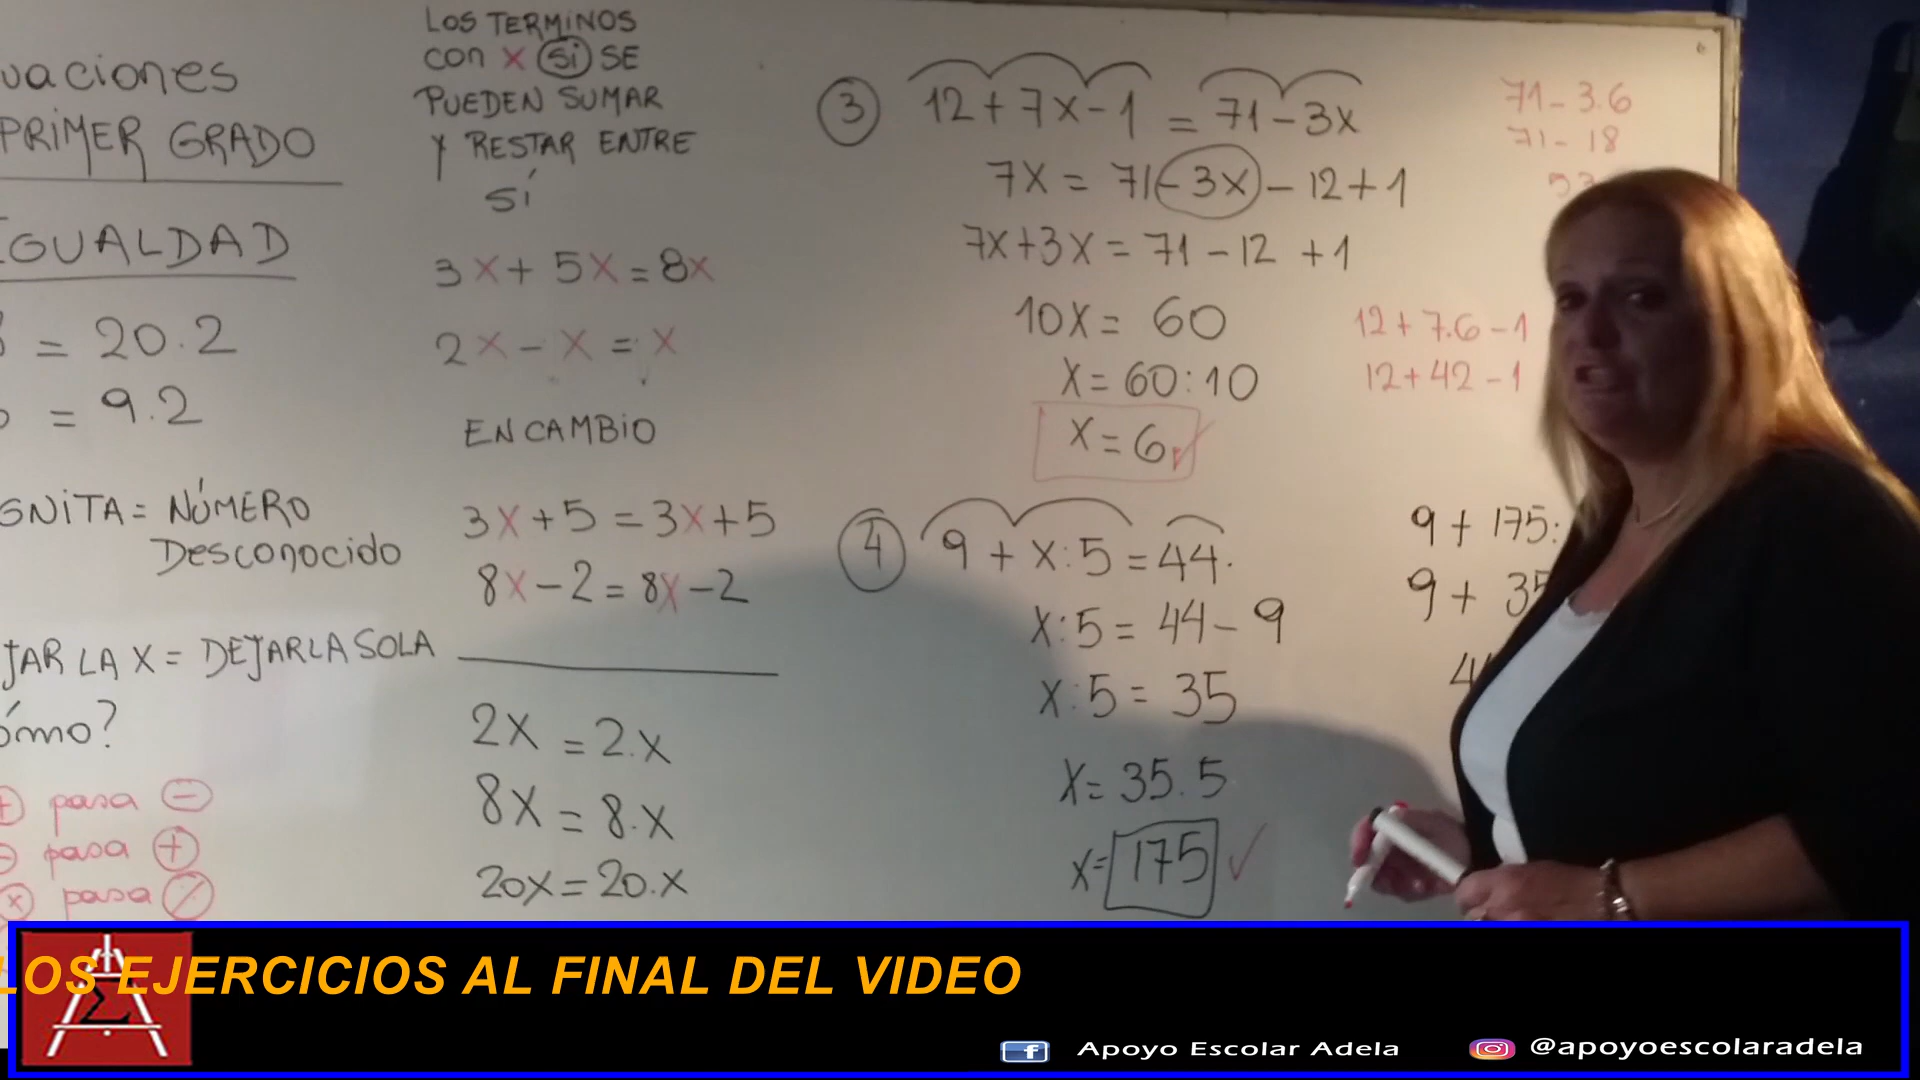 uaciones
PRIMER GRADO
IGUALDAD
= 20.2
= 9.2
GNITA = NÚMERO
DESCONOCIDO
JAR LA X = DEJARLA SOLA
ómo?
+ pasa -
- pasa +
x pasa /
LOS TERMINOS
con x Si SE
PUEDEN SUMAR
Y RESTAR ENTRE
SÍ
3x + 5x = 8x
2x - x = x
EN CAMBIO
3x + 5 = 3x + 5
8x - 2 = 8x - 2
2x = 2.x
8x = 8.x
20x = 20.x
3 12 + 7x - 1 = 71 - 3x
7x = 71 - 3x - 12 + 1
7x + 3x = 71 - 12 + 1
10x = 60
x = 60:10
x = 6
71 - 3.6
71 - 18
53
12 + 7.6 - 1
12 + 42 - 1
4 9 + x:5 = 44.
x:5 = 44 - 9
x:5 = 35
x = 35.5
x = 175
9 + 175:
9 + 35
LOS EJERCICIOS AL FINAL DEL VIDEO
f Apoyo Escolar Adela @apoyoescolaradela